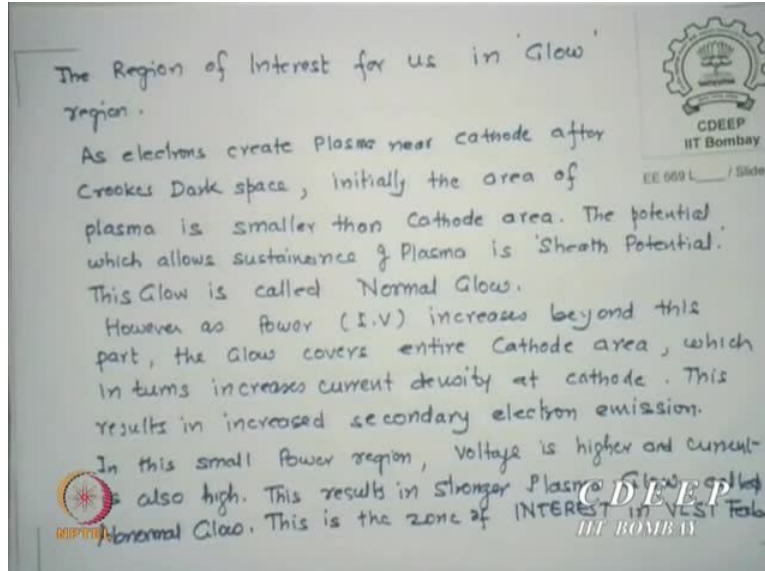 The Region of Interest for us in 'Glow'
region.
As electrons create Plasma near cathode after
Crookes Dark space, initially the area of
plasma is smaller than Cathode area. The potential
which allows sustainence of Plasma is 'Sheath Potential'.
This Glow is called Normal Glow.
However as Power (I.V) increases beyond this
part, the Glow covers entire Cathode area, which
in turns increases current density at cathode. This
results in increased secondary electron emission.
In this small Power region, voltage is higher and current
is also high. This results in stronger Plasma Glow called
Abnormal Glow. This is the zone of INTEREST in VLSI Fab
CDEEP
IIT Bombay
EE 669 L____ / Slide
NPTEL
CDEEP
IIT BOMBAY